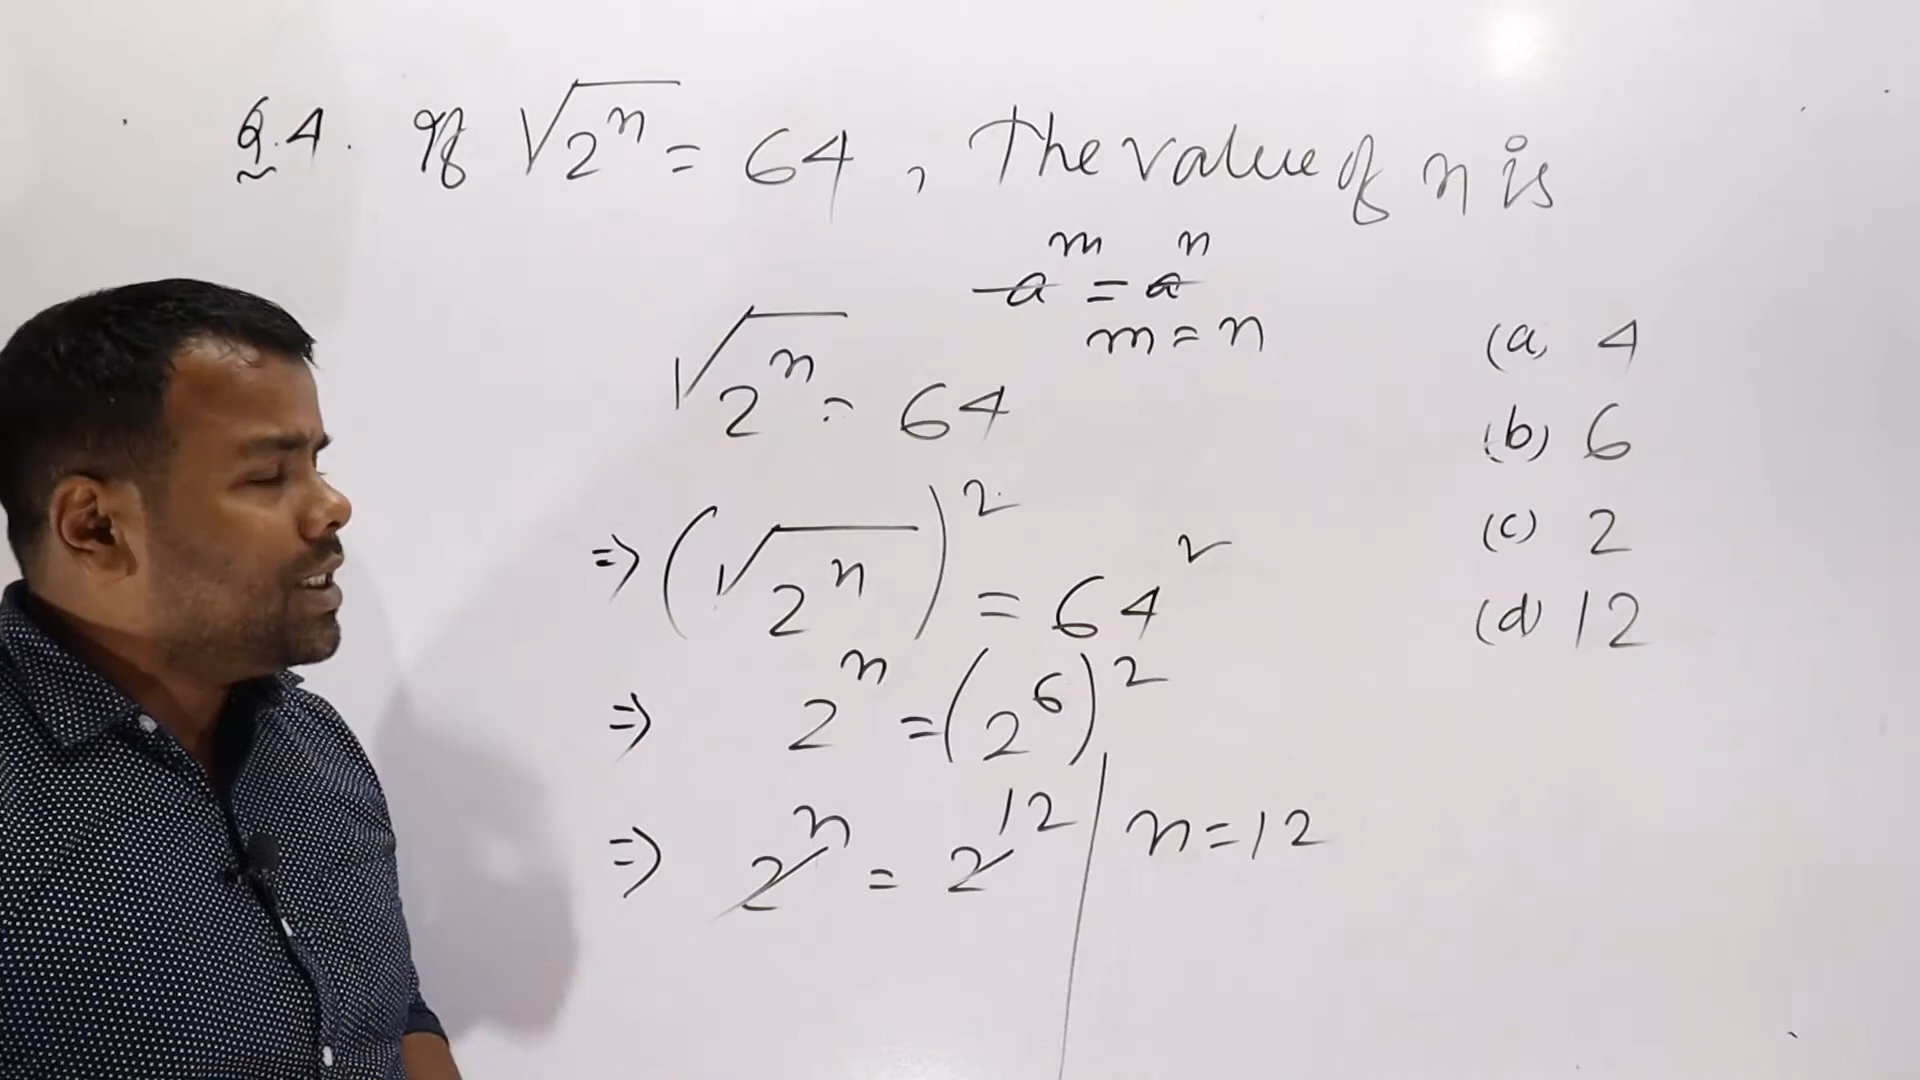 Q.4. If √2ⁿ = 64, The value of n is
aᵐ = aⁿ
m = n
√2ⁿ = 64
⇒ (√2ⁿ)² = 64²
⇒ 2ⁿ = (2⁶)²
⇒ 2ⁿ = 2¹² | n = 12
(a) 4
(b) 6
(c) 2
(d) 12